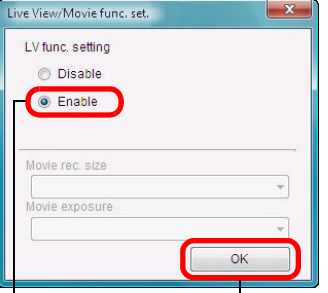 Live View/Movie func. set.
LV func. setting
Disable
Enable
Movie rec. size
Movie exposure
OK